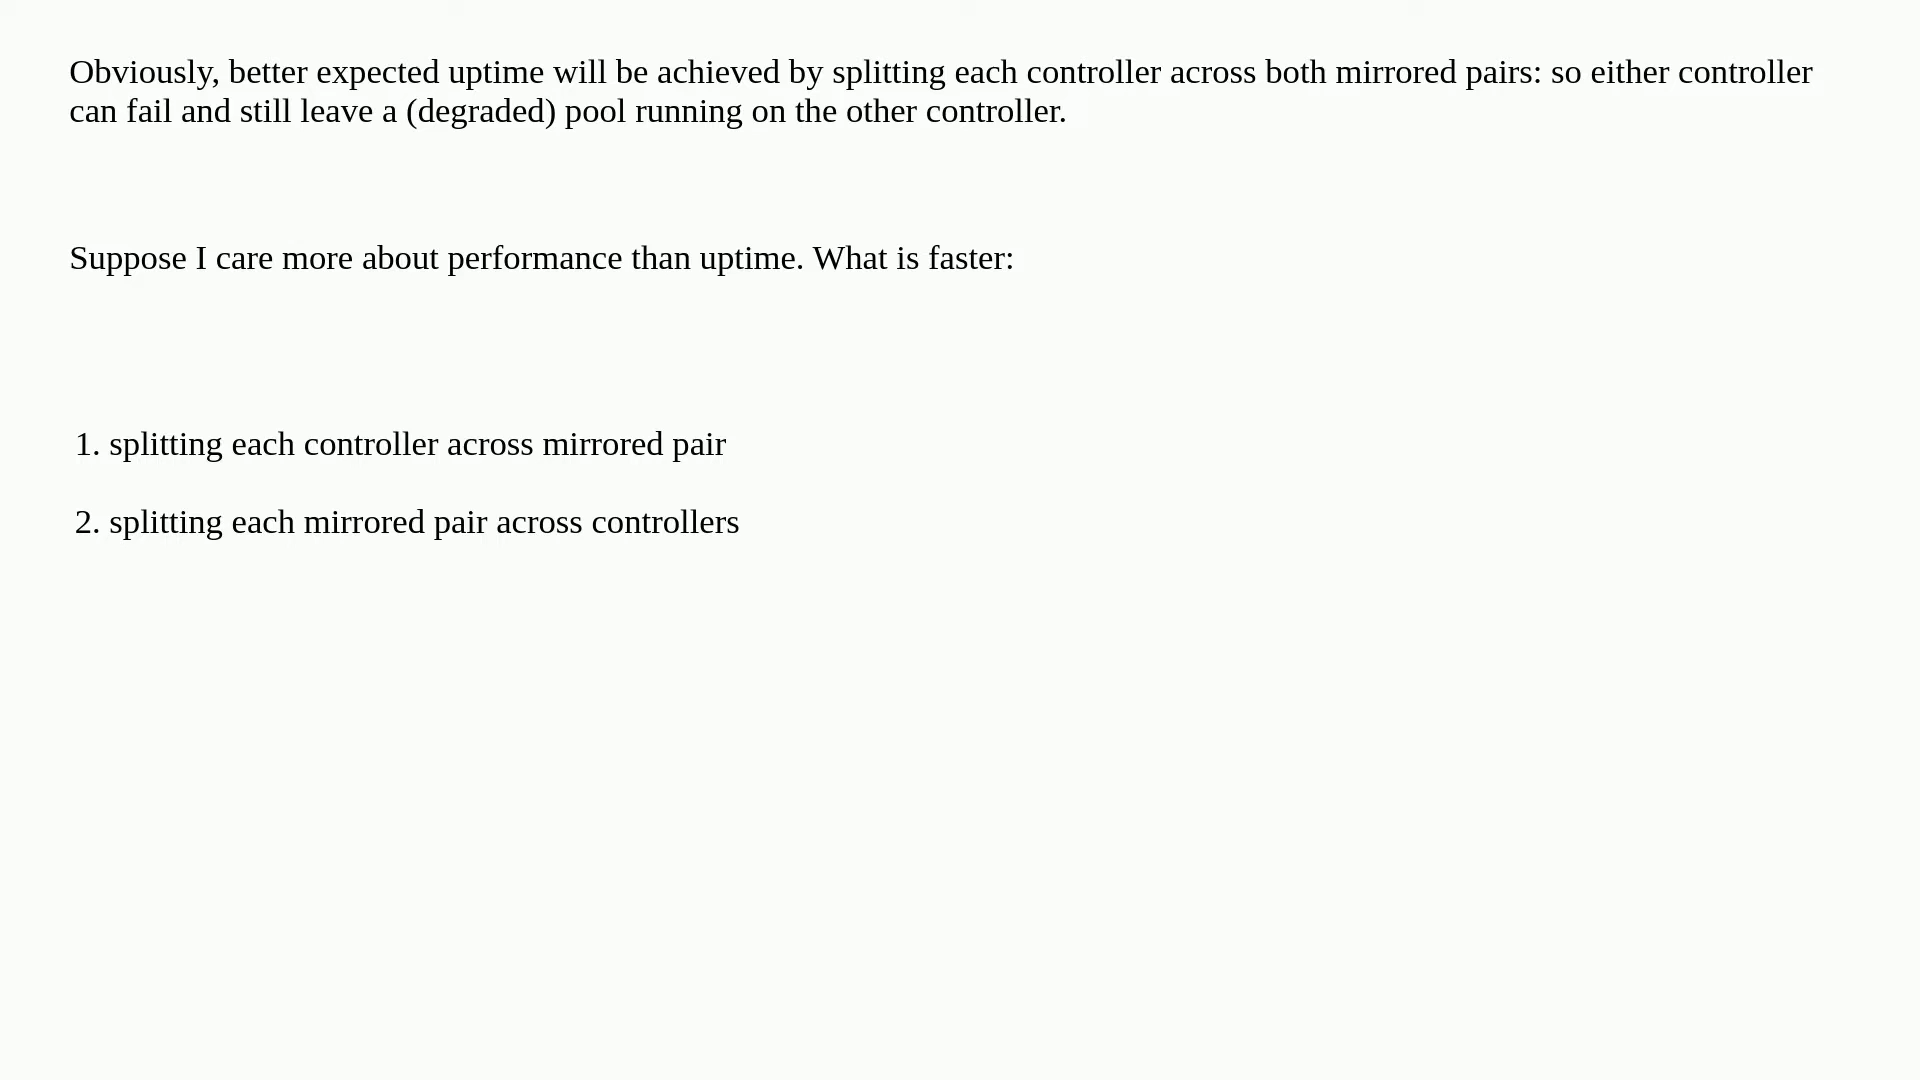 Obviously, better expected uptime will be achieved by splitting each controller across both mirrored pairs: so either controller
can fail and still leave a (degraded) pool running on the other controller.
Suppose I care more about performance than uptime. What is faster:
1. splitting each controller across mirrored pair
2. splitting each mirrored pair across controllers